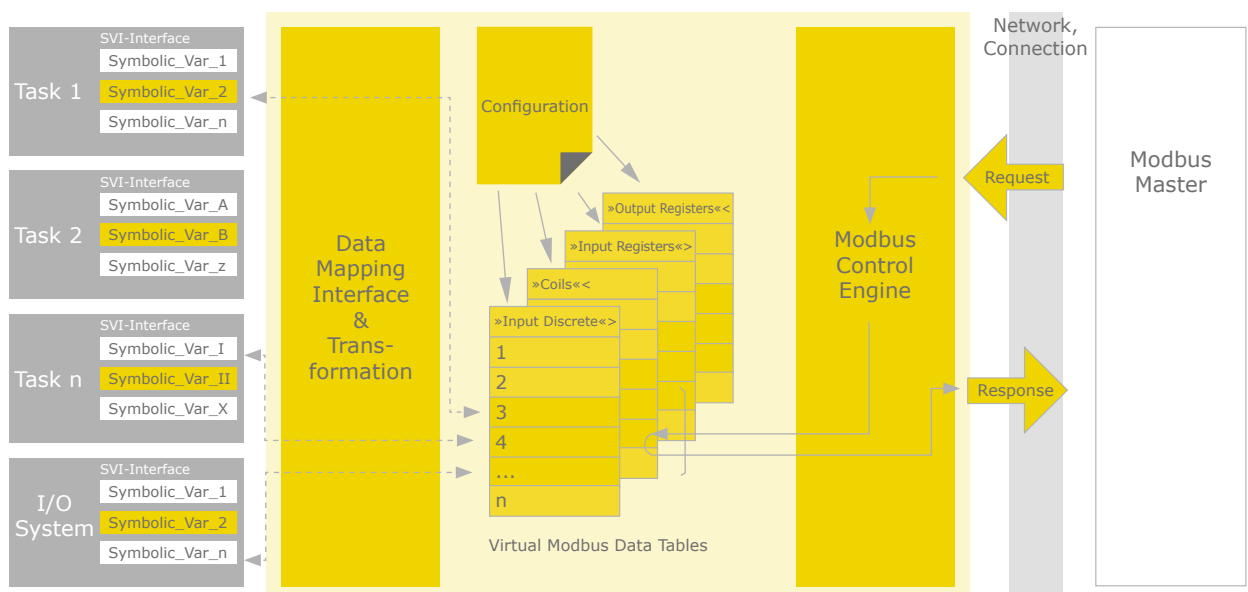 SVI-Interface
Task 1
Symbolic_Var_1
Symbolic_Var_2
Symbolic_Var_n
SVI-Interface
Task 2
Symbolic_Var_A
Symbolic_Var_B
Symbolic_Var_z
SVI-Interface
Task n
Symbolic_Var_I
Symbolic_Var_II
Symbolic_Var_X
SVI-Interface
I/O
System
Symbolic_Var_1
Symbolic_Var_2
Symbolic_Var_n
Data
Mapping
Interface
&
Trans-
formation
Configuration
»Output Registers«<
»Input Registers«>
»Coils«<
»Input Discrete«>
1
2
3
4
...
n
Virtual Modbus Data Tables
Modbus
Control
Engine
Network,
Connection
Request
Response
Modbus
Master